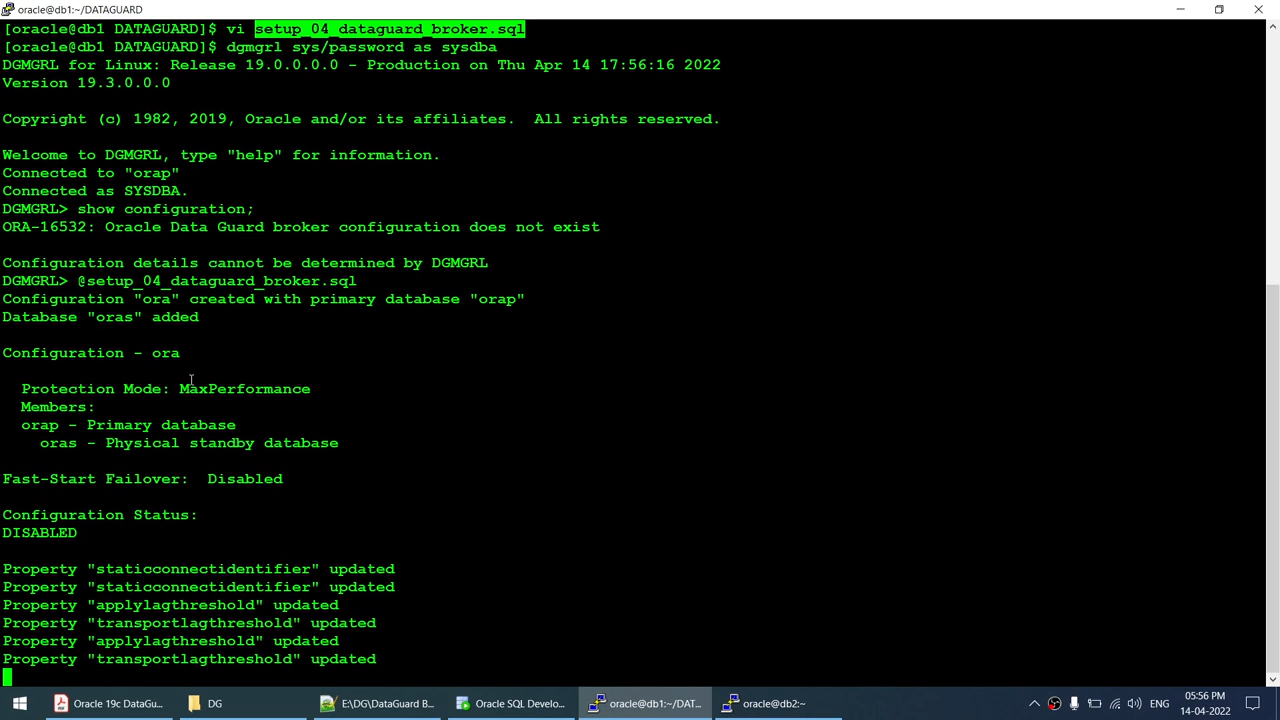 oracle@db1:~/DATAGUARD
[oracle@db1 DATAGUARD]$ vi setup_04_dataguard_broker.sql
[oracle@db1 DATAGUARD]$ dgmgrl sys/password as sysdba
DGMGRL for Linux: Release 19.0.0.0.0 - Production on Thu Apr 14 17:56:16 2022
Version 19.3.0.0.0
Copyright (c) 1982, 2019, Oracle and/or its affiliates.  All rights reserved.
Welcome to DGMGRL, type "help" for information.
Connected to "orap"
Connected as SYSDBA.
DGMGRL> show configuration;
ORA-16532: Oracle Data Guard broker configuration does not exist
Configuration details cannot be determined by DGMGRL
DGMGRL> @setup_04_dataguard_broker.sql
Configuration "ora" created with primary database "orap"
Database "oras" added
Configuration - ora
Protection Mode: MaxPerformance
Members:
orap - Primary database
oras - Physical standby database
Fast-Start Failover:  Disabled
Configuration Status:
DISABLED
Property "staticconnectidentifier" updated
Property "staticconnectidentifier" updated
Property "applylagthreshold" updated
Property "transportlagthreshold" updated
Property "applylagthreshold" updated
Property "transportlagthreshold" updated
Oracle 19c DataGu...
DG
E:\DG\DataGuard B...
Oracle SQL Develo...
oracle@db1:~/DAT...
oracle@db2:~
ENG
05:56 PM
14-04-2022